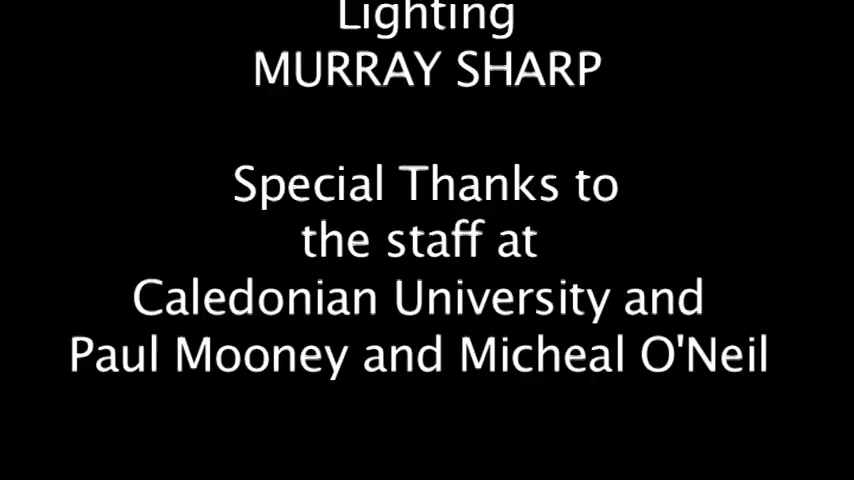 Lighting
MURRAY SHARP
Special Thanks to
the staff at
Caledonian University and
Paul Mooney and Micheal O'Neil